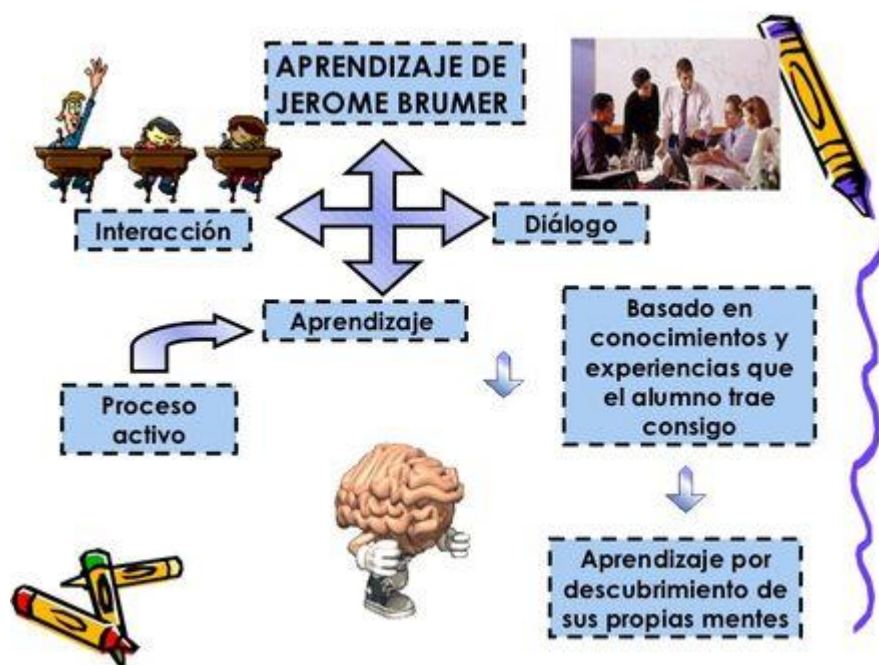 APRENDIZAJE DE
JEROME BRUMER
Interacción
Diálogo
Aprendizaje
Proceso
activo
Basado en
conocimientos y
experiencias que
el alumno trae
consigo
Aprendizaje por
descubrimiento de
sus propias mentes